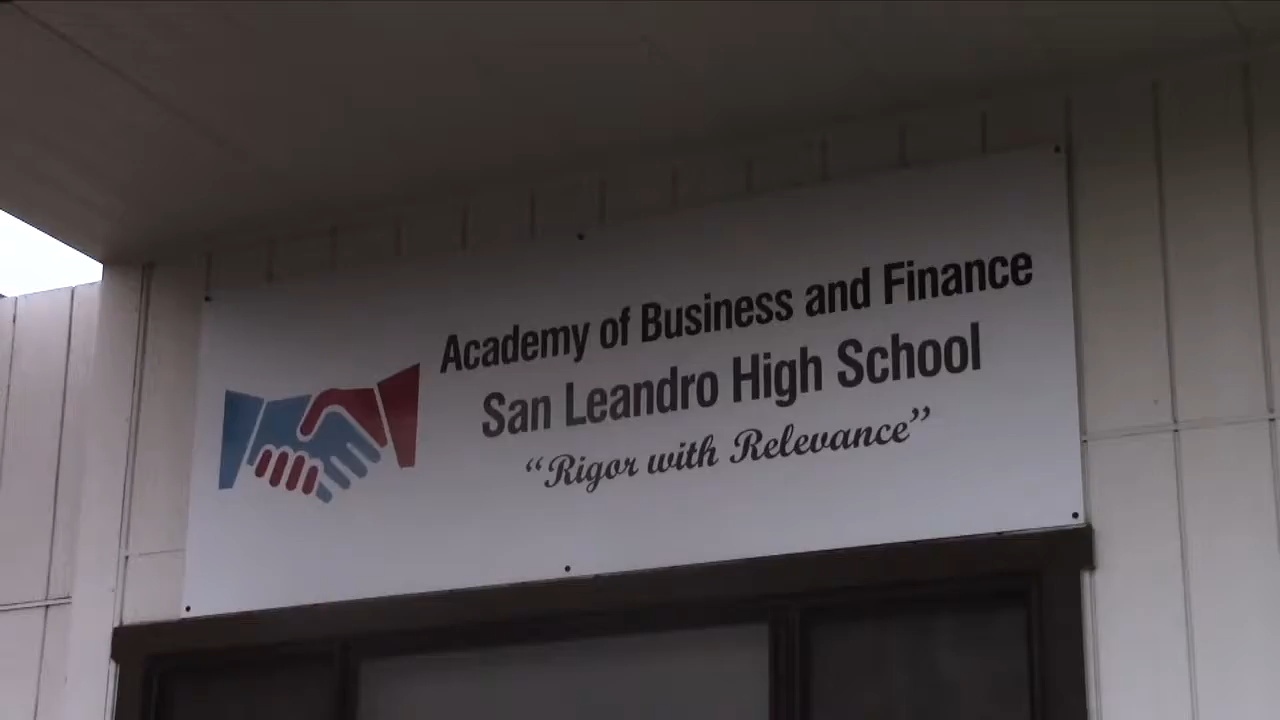 Academy of Business and Finance
San Leandro High School
“Rigor with Relevance”